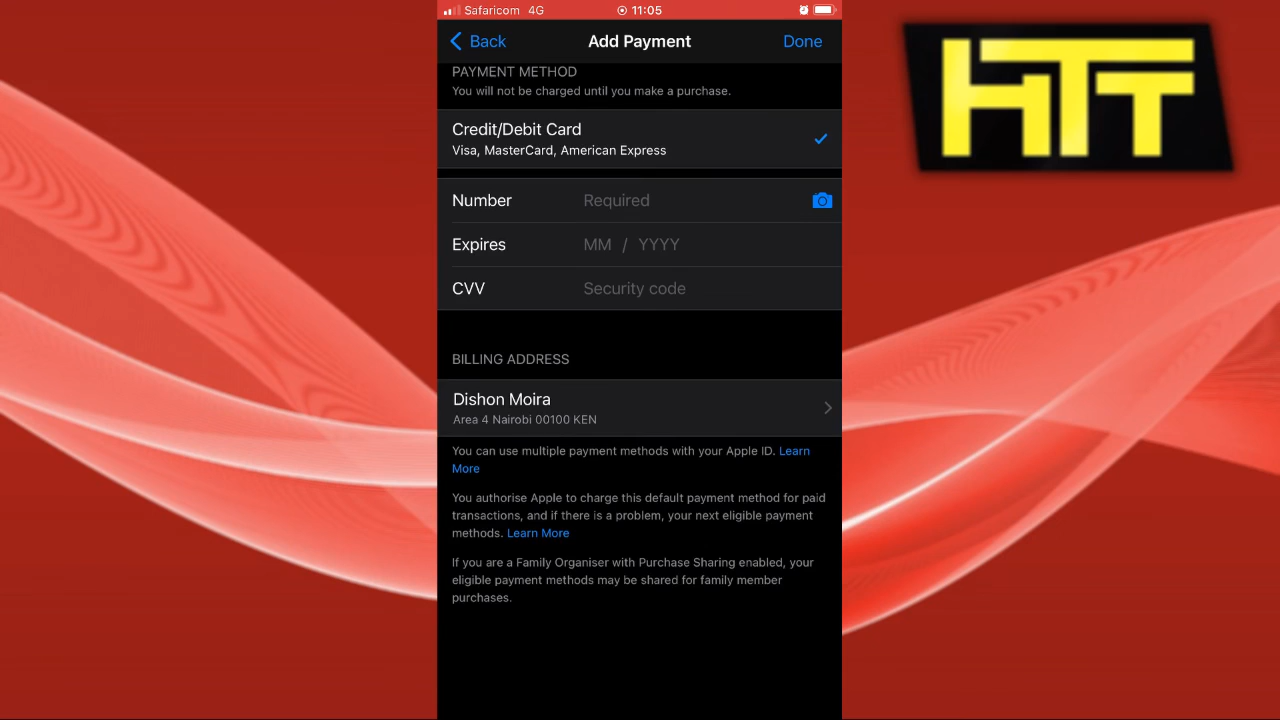 Safaricom 4G 11:05
HTT
Back Add Payment Done
PAYMENT METHOD
You will not be charged until you make a purchase.
Credit/Debit Card
Visa, MasterCard, American Express
Number Required
Expires MM / YYYY
CVV Security code
BILLING ADDRESS
Dishon Moira
Area 4 Nairobi 00100 KEN
You can use multiple payment methods with your Apple ID. Learn
More
You authorise Apple to charge this default payment method for paid
transactions, and if there is a problem, your next eligible payment
methods. Learn More
If you are a Family Organiser with Purchase Sharing enabled, your
eligible payment methods may be shared for family member
purchases.